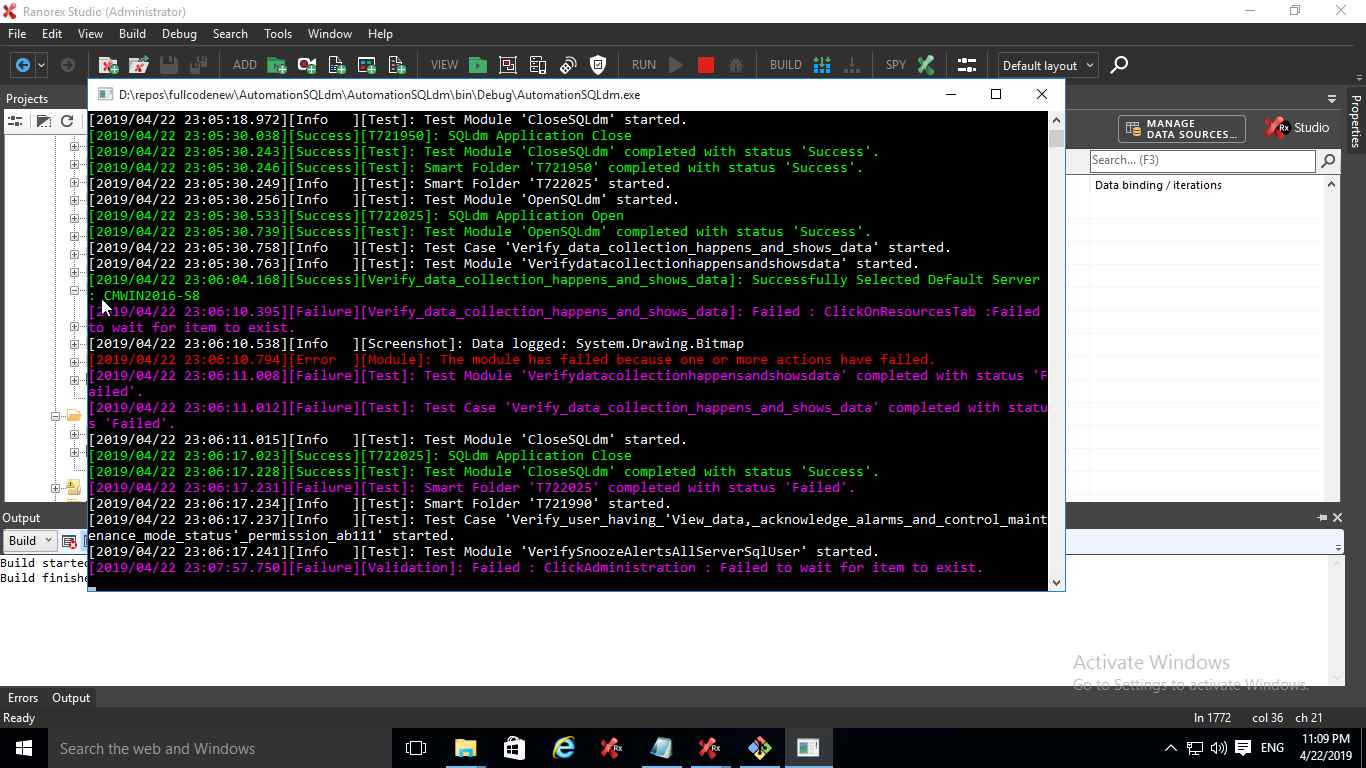 Ranorex Studio (Administrator)
File Edit View Build Debug Search Tools Window Help
ADD VIEW RUN BUILD SPY Default layout
Projects
D:\repos\fullcodenew\AutomationSQLdm\AutomationSQLdm\bin\Debug\AutomationSQLdm.exe
[2019/04/22 23:05:18.972][Info   ][Test]: Test Module 'CloseSQLdm' started.
[2019/04/22 23:05:30.038][Success][T721950]: SQLdm Application Close
[2019/04/22 23:05:30.243][Success][Test]: Test Module 'CloseSQLdm' completed with status 'Success'.
[2019/04/22 23:05:30.246][Success][Test]: Smart Folder 'T721950' completed with status 'Success'.
[2019/04/22 23:05:30.249][Info   ][Test]: Smart Folder 'T722025' started.
[2019/04/22 23:05:30.256][Info   ][Test]: Test Module 'OpenSQLdm' started.
[2019/04/22 23:05:30.533][Success][T722025]: SQLdm Application Open
[2019/04/22 23:05:30.739][Success][Test]: Test Module 'OpenSQLdm' completed with status 'Success'.
[2019/04/22 23:05:30.758][Info   ][Test]: Test Case 'Verify_data_collection_happens_and_shows_data' started.
[2019/04/22 23:05:30.763][Info   ][Test]: Test Module 'Verifydatacollectionhappensandshowsdata' started.
[2019/04/22 23:06:04.168][Success][Verify_data_collection_happens_and_shows_data]: Successfully Selected Default Server
: CMWIN2016-S8
[2019/04/22 23:06:10.395][Failure][Verify_data_collection_happens_and_shows_data]: Failed : ClickOnResourcesTab :Failed
to wait for item to exist.
[2019/04/22 23:06:10.538][Info   ][Screenshot]: Data logged: System.Drawing.Bitmap
[2019/04/22 23:06:10.794][Error  ][Module]: The module has failed because one or more actions have failed.
[2019/04/22 23:06:11.008][Failure][Test]: Test Module 'Verifydatacollectionhappensandshowsdata' completed with status 'F
ailed'.
[2019/04/22 23:06:11.012][Failure][Test]: Test Case 'Verify_data_collection_happens_and_shows_data' completed with statu
s 'Failed'.
[2019/04/22 23:06:11.015][Info   ][Test]: Test Module 'CloseSQLdm' started.
[2019/04/22 23:06:17.023][Success][T722025]: SQLdm Application Close
[2019/04/22 23:06:17.228][Success][Test]: Test Module 'CloseSQLdm' completed with status 'Success'.
[2019/04/22 23:06:17.231][Failure][Test]: Smart Folder 'T722025' completed with status 'Failed'.
[2019/04/22 23:06:17.234][Info   ][Test]: Smart Folder 'T721990' started.
[2019/04/22 23:06:17.237][Info   ][Test]: Test Case 'Verify_user_having_'View_data,_acknowledge_alarms_and_control_maint
enance_mode_status'_permission_ab111' started.
[2019/04/22 23:06:17.241][Info   ][Test]: Test Module 'VerifySnoozeAlertsAllServerSqlUser' started.
[2019/04/22 23:07:57.750][Failure][Validation]: Failed : ClickAdministration : Failed to wait for item to exist.
Properties
MANAGE
DATA SOURCES...
Rx Studio
Search... (F3)
Data binding / iterations
Output
Build
Build started
Build finishe
Activate Windows
Go to Settings to activate Windows.
Errors Output
Ready
ln 1772 col 36 ch 21
Search the web and Windows
Rx
Rx
ENG
11:09 PM
4/22/2019